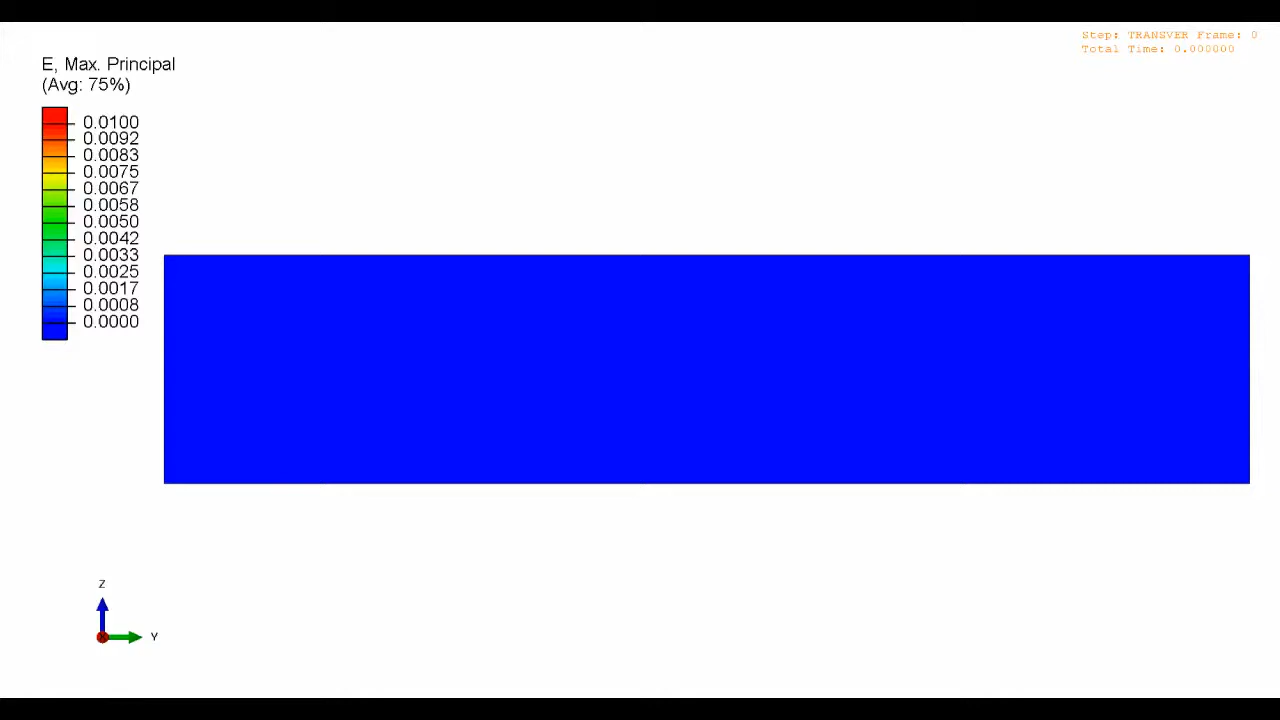 Step: TRANSVER Frame: 0
Total Time: 0.000000
E, Max. Principal
(Avg: 75%)
0.0100
0.0092
0.0083
0.0075
0.0067
0.0058
0.0050
0.0042
0.0033
0.0025
0.0017
0.0008
0.0000
Z
Y
X